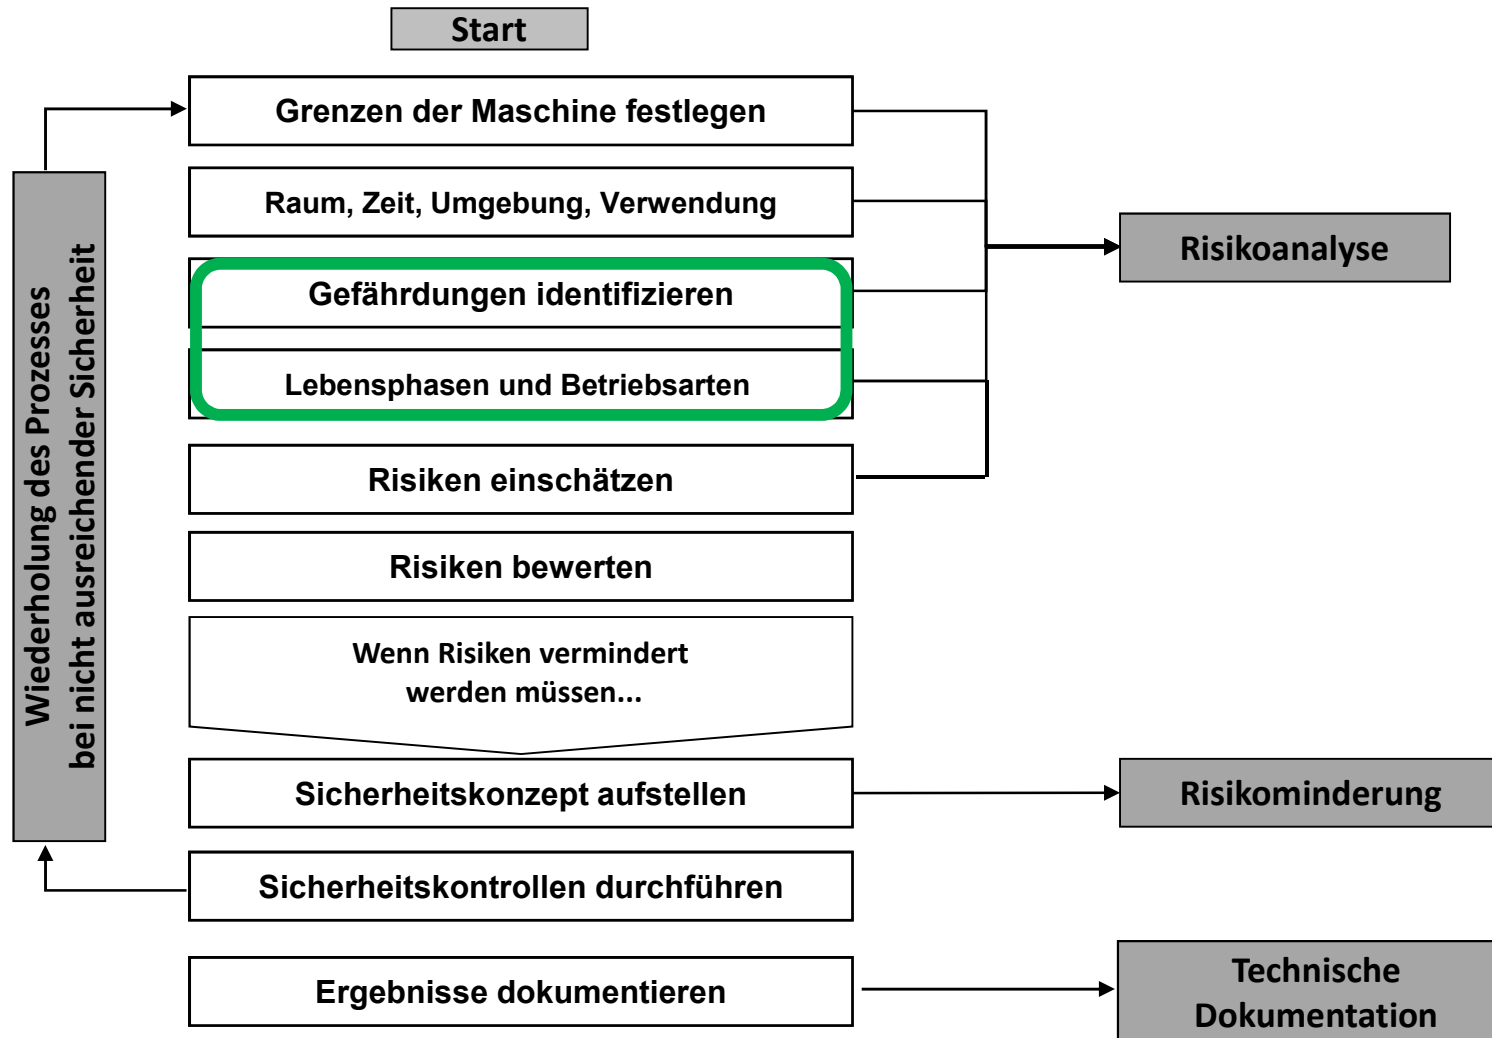 Start
Grenzen der Maschine festlegen
Raum, Zeit, Umgebung, Verwendung
Gefährdungen identifizieren
Lebensphasen und Betriebsarten
Risiken einschätzen
Risiken bewerten
Wenn Risiken vermindert
werden müssen...
Sicherheitskonzept aufstellen
Sicherheitskontrollen durchführen
Ergebnisse dokumentieren
Wiederholung des Prozesses
bei nicht ausreichender Sicherheit
Risikoanalyse
Risikominderung
Technische
Dokumentation